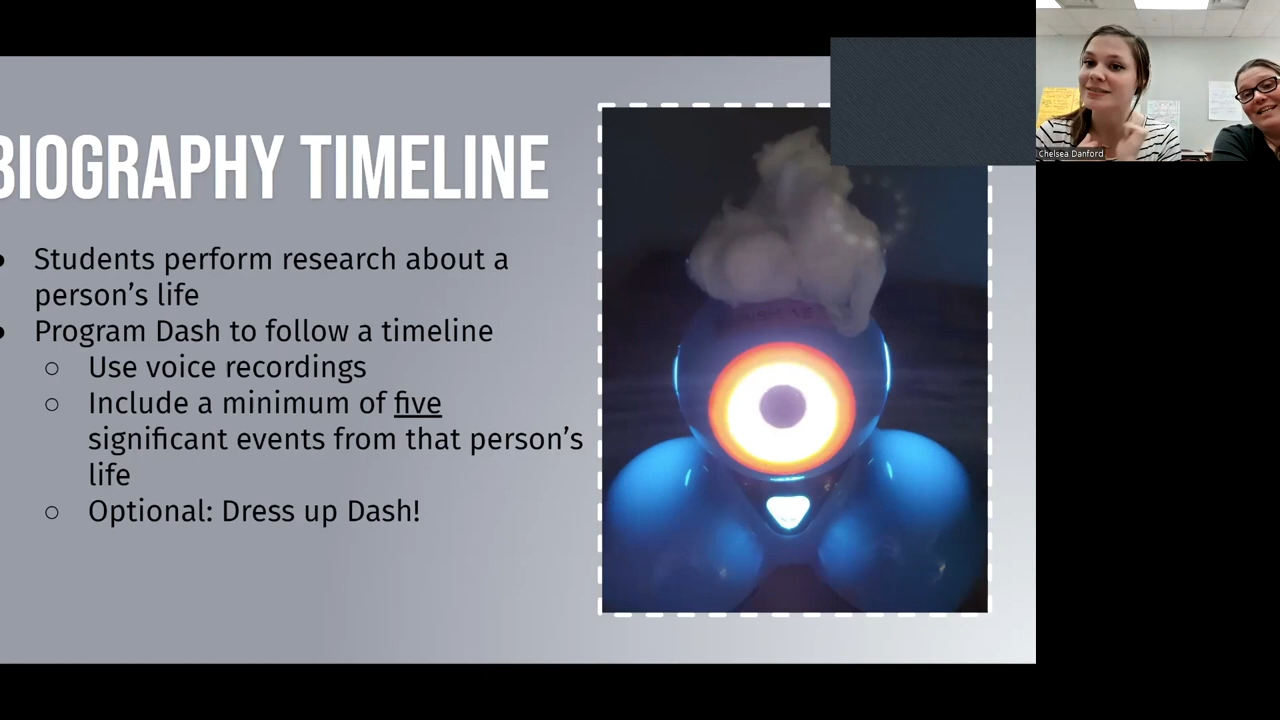 BIOGRAPHY TIMELINE
Students perform research about a
person's life
Program Dash to follow a timeline
Use voice recordings
Include a minimum of five
significant events from that person's
life
Optional: Dress up Dash!
Chelsea Danford